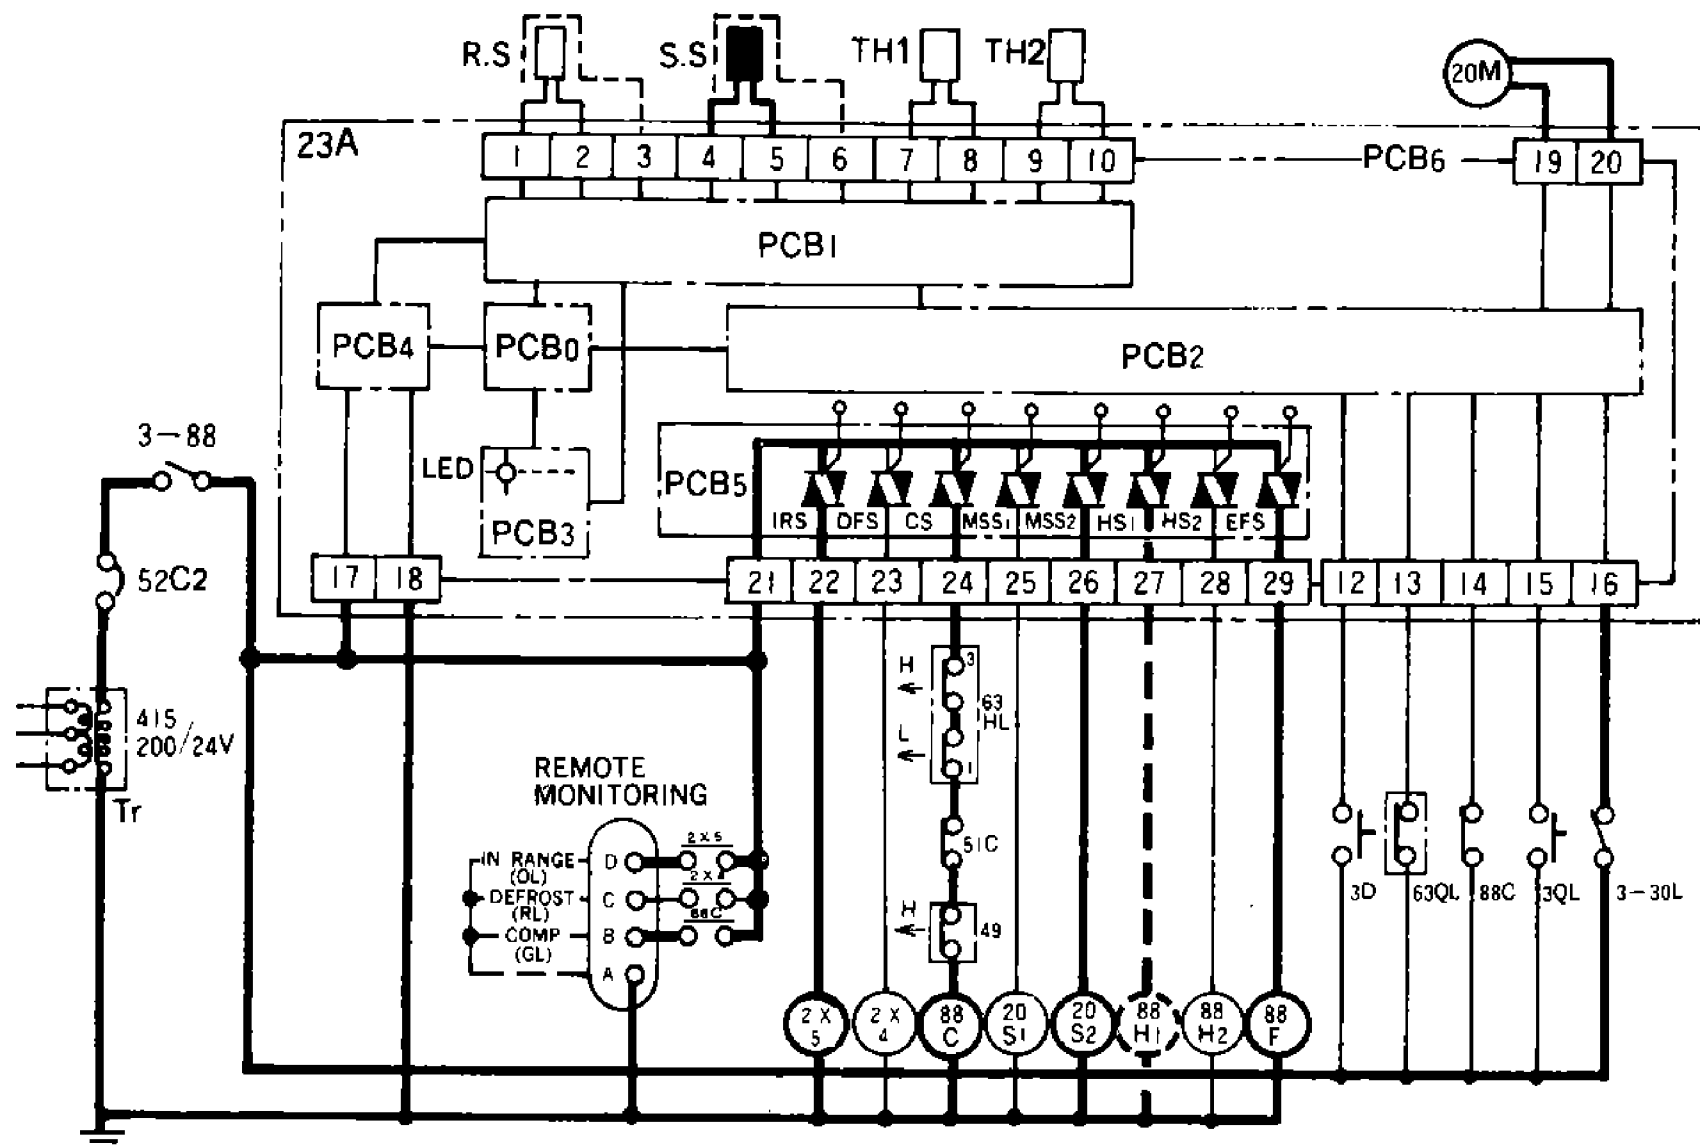 R.S S.S TH1 TH2 20M
23A
1 2 3 4 5 6 7 8 9 10 PCB6 19 20
PCB1
PCB4 PCB0 PCB2
3-88
LED PCB5
PCB3
IRS DFS CS MSS1 MSS2 HS1 HS2 EFS
52C2
17 18 21 22 23 24 25 26 27 28 29 12 13 14 15 16
H 3
63
HL
L
1
415
200/24V
Tr
REMOTE
MONITORING
2X5
IN RANGE D
(OL)
2X4
DEFROST C
(RL)
88C
COMP B
(GL)
A
51C
H
49
3D 63QL 88C 3QL 3-30L
2X
5
2X
4
88
C
20
S1
20
S2
88
H1
88
H2
88
F